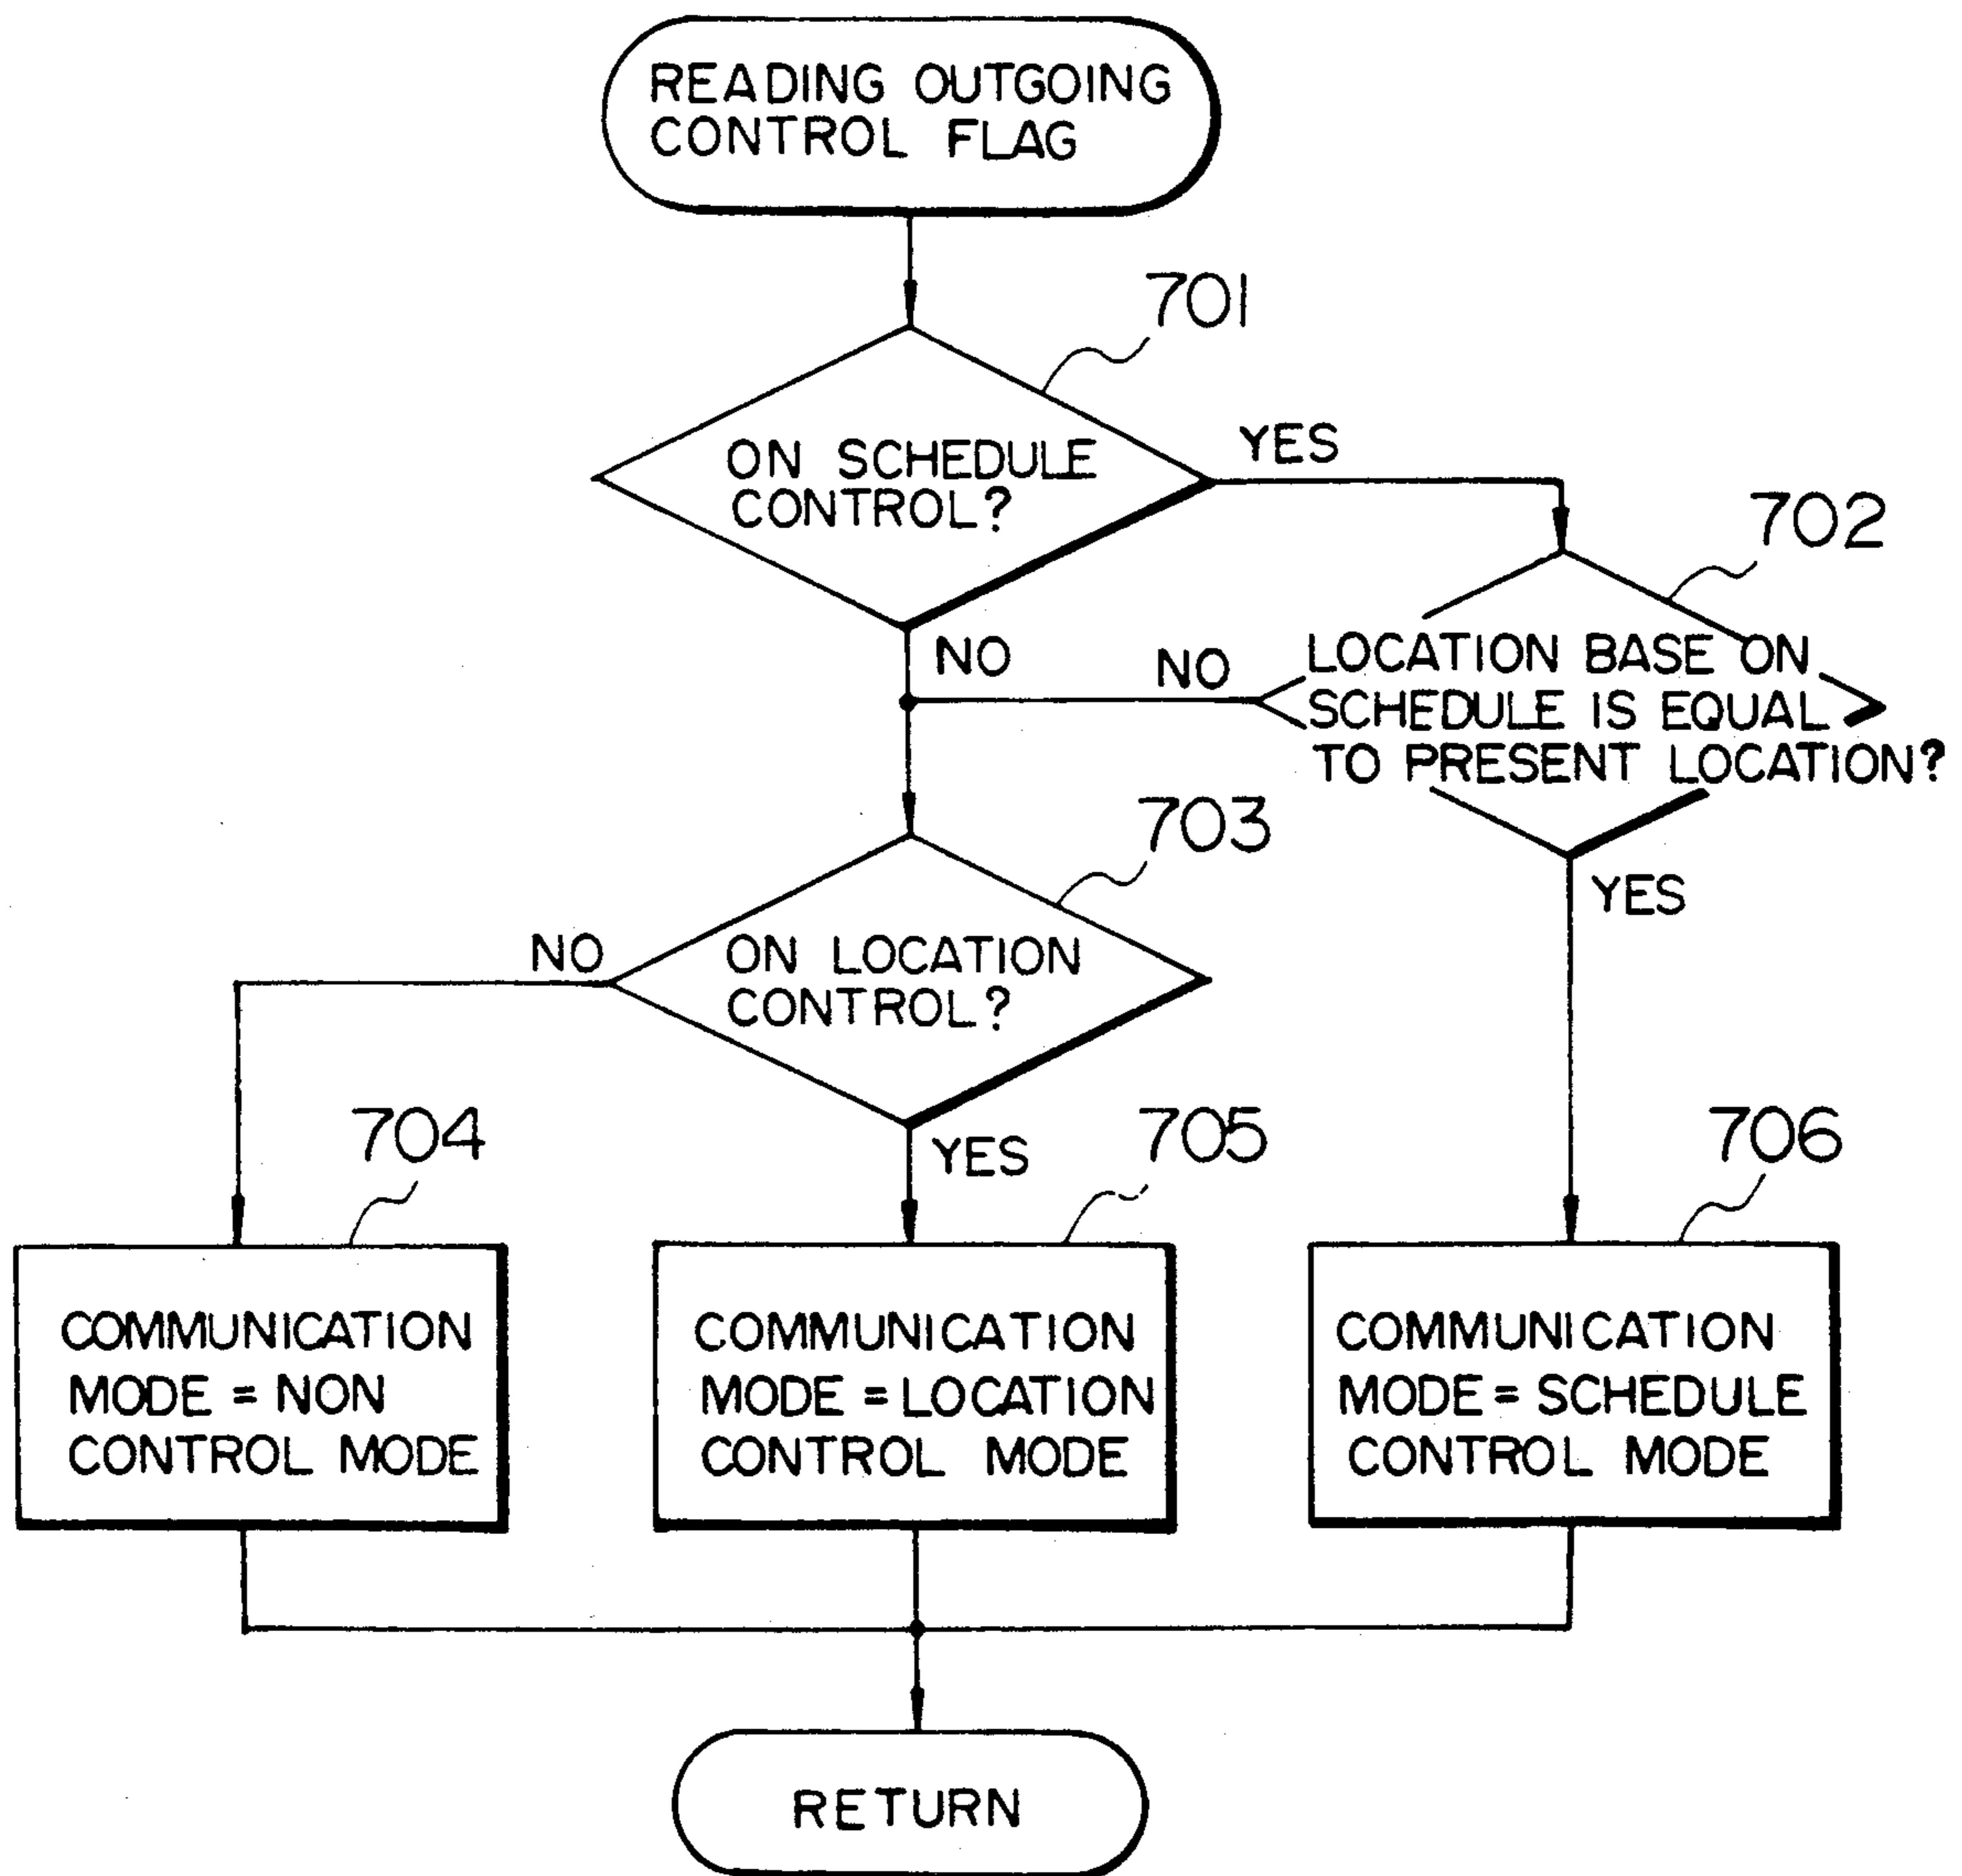 READING OUTGOING
CONTROL FLAG
701
ON SCHEDULE
CONTROL?
YES
702
NO
NO
LOCATION BASE ON
SCHEDULE IS EQUAL
TO PRESENT LOCATION?
703
YES
NO
ON LOCATION
CONTROL?
704
YES
705
706
COMMUNICATION
MODE = NON
CONTROL MODE
COMMUNICATION
MODE = LOCATION
CONTROL MODE
COMMUNICATION
MODE = SCHEDULE
CONTROL MODE
RETURN